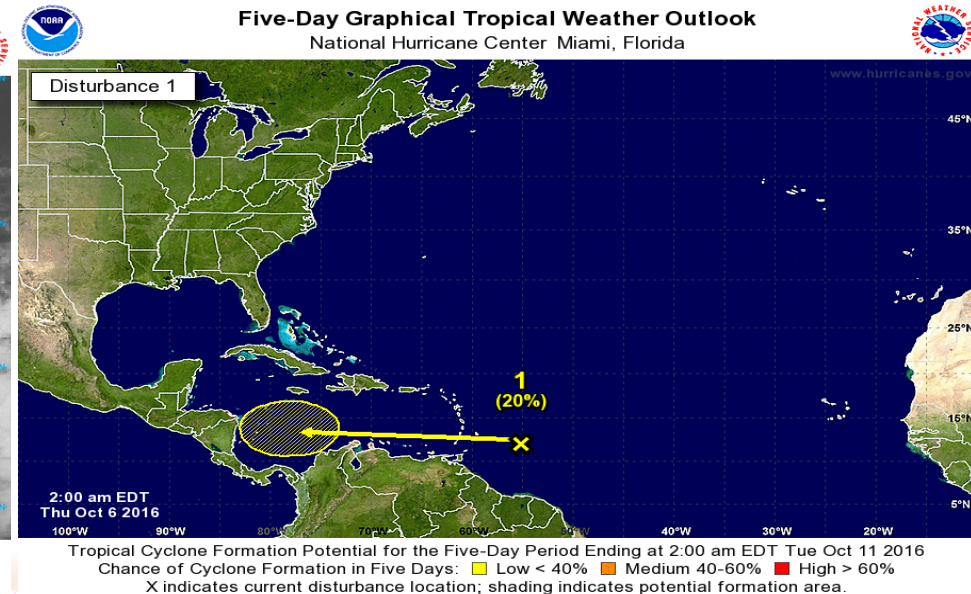 Five-Day Graphical Tropical Weather Outlook
National Hurricane Center Miami, Florida
NOAA
Disturbance 1
www.hurricanes.gov
45°N
35°N
25°N
1
(20%)
15°N
5°N
2:00 am EDT
Thu Oct 6 2016
100°W 90°W 80°W 70°W 60°W 50°W 40°W 30°W 20°W
Tropical Cyclone Formation Potential for the Five-Day Period Ending at 2:00 am EDT Tue Oct 11 2016
Chance of Cyclone Formation in Five Days: Low < 40% Medium 40-60% High > 60%
X indicates current disturbance location; shading indicates potential formation area.